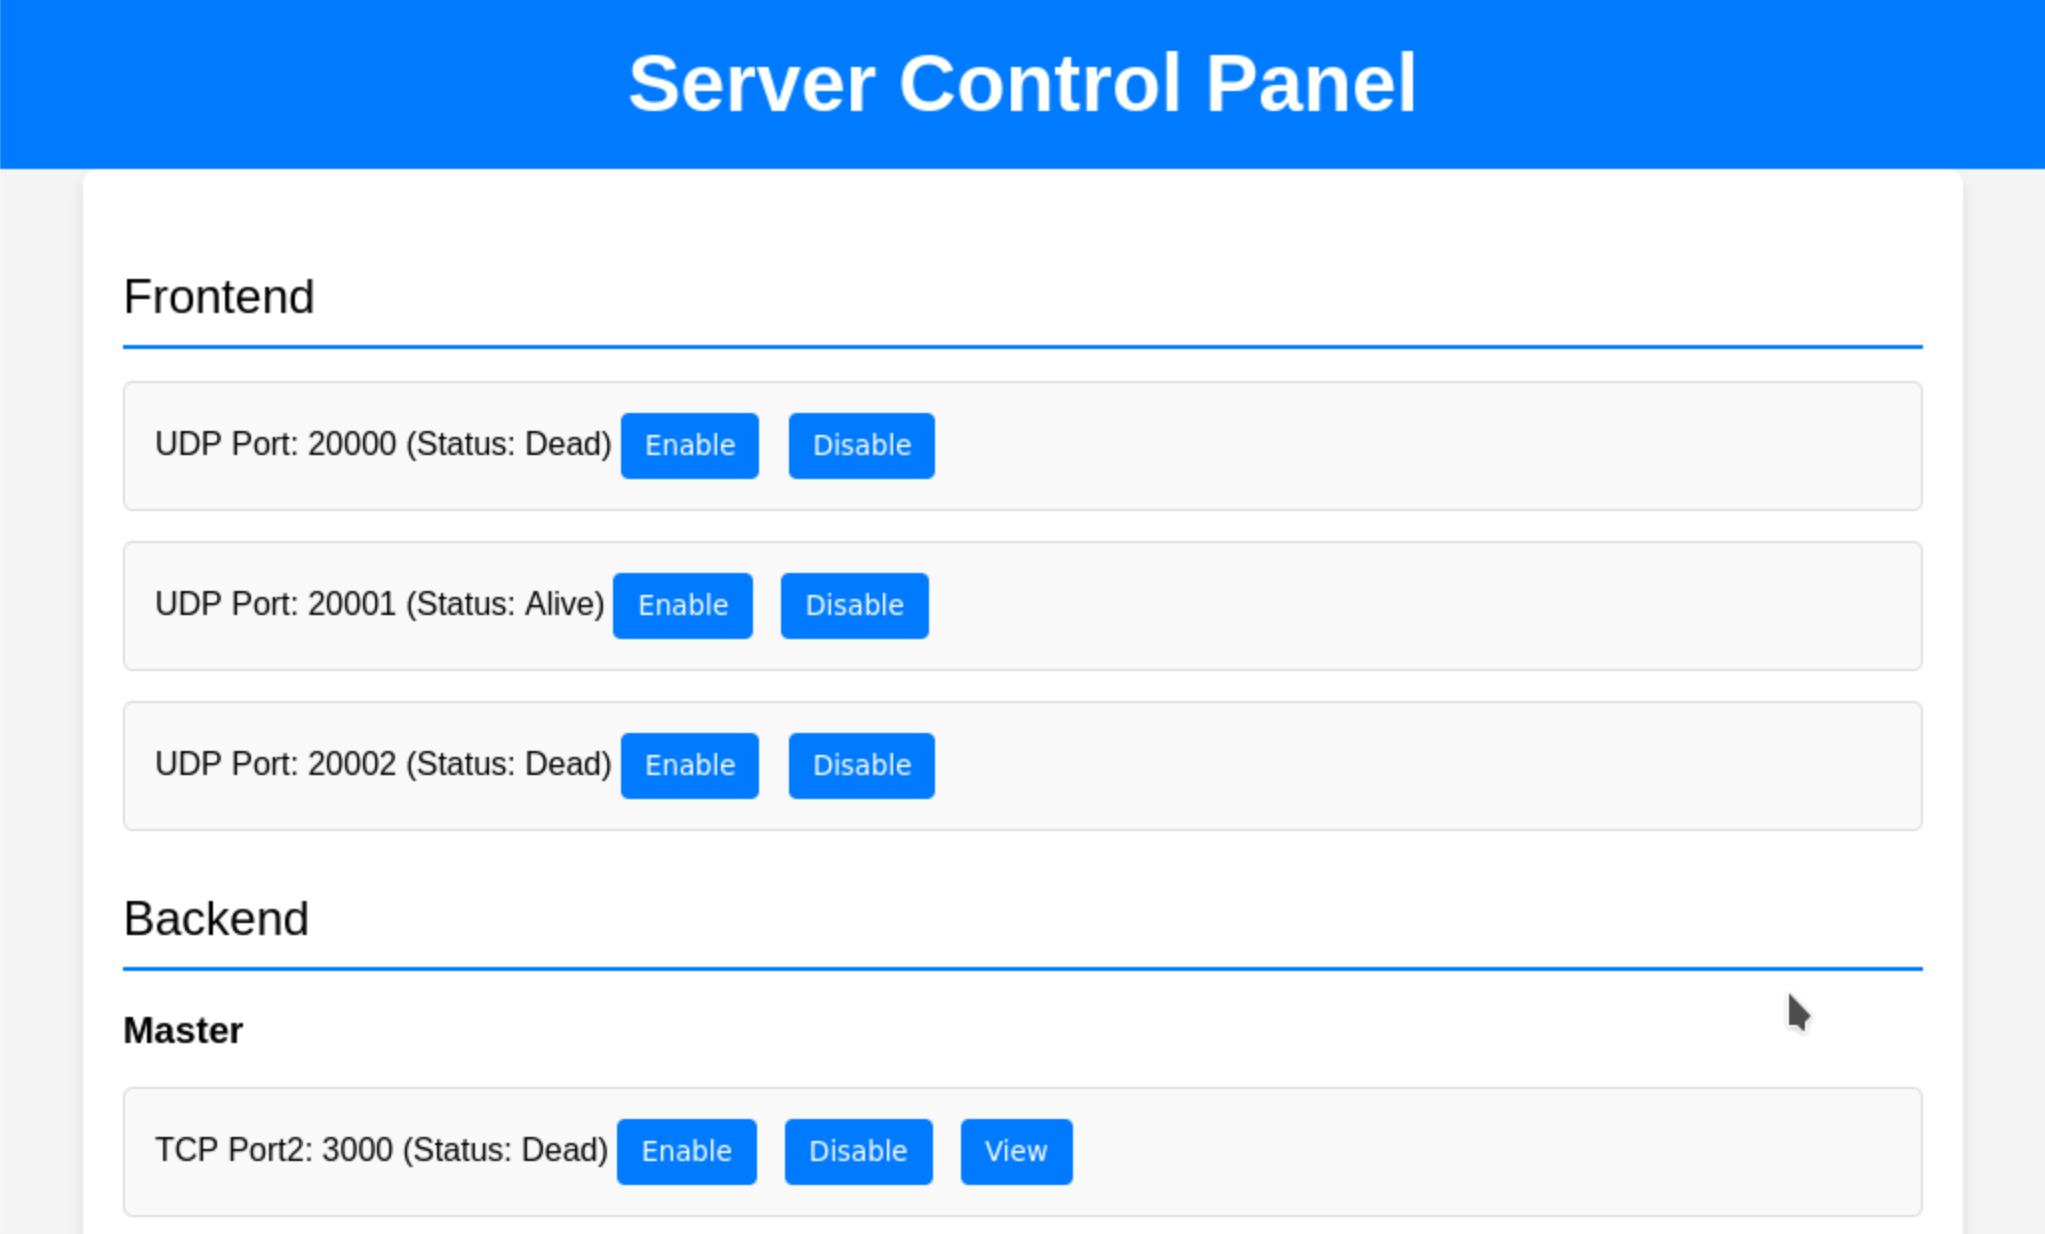 Server Control Panel
Frontend
UDP Port: 20000 (Status: Dead) Enable Disable
UDP Port: 20001 (Status: Alive) Enable Disable
UDP Port: 20002 (Status: Dead) Enable Disable
Backend
Master
TCP Port2: 3000 (Status: Dead) Enable Disable View